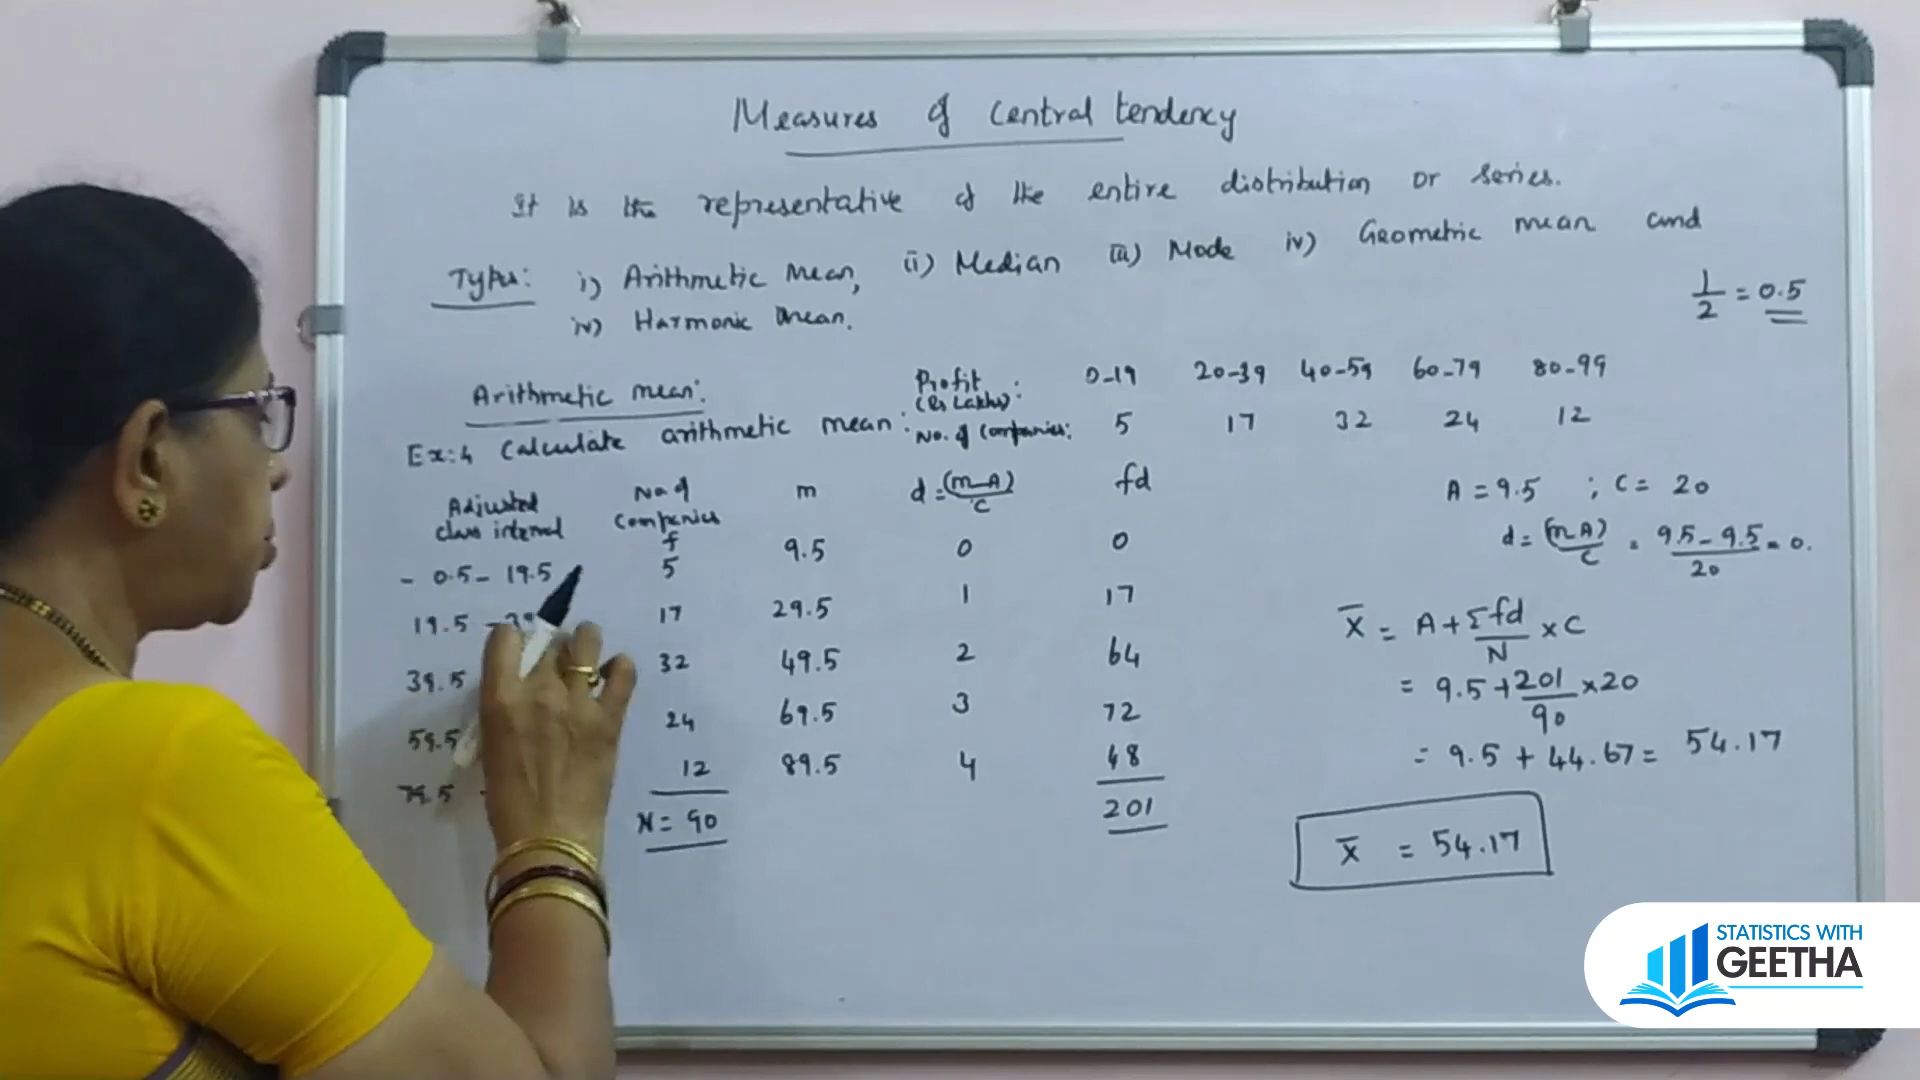 Measures of Central tendency
It is the representative of the entire distribution or series.
Types: i) Arithmetic Mean, ii) Median iii) Mode iv) Geometric mean and
iv) Harmonic Mean.
1/2 = 0.5
Arithmetic mean:
Ex:4 Calculate arithmetic mean:
Profit (Rs Lakhs): 0-19 20-39 40-59 60-79 80-99
No. of Companies: 5 17 32 24 12
Adjusted class interval No. of Companies f m d = (m-A)/C fd
- 0.5 - 19.5 5 9.5 0 0
19.5 - 17 29.5 1 17
39.5 32 49.5 2 64
59.5 24 69.5 3 72
79.5 - 12 89.5 4 48
N = 90 201
A = 9.5 ; C = 20
d = (m A)/C = 9.5 - 9.5/20 = 0.
X̄ = A + Σfd/N × C
= 9.5 + 201/90 × 20
= 9.5 + 44.67 = 54.17
X̄ = 54.17
STATISTICS WITH
GEETHA